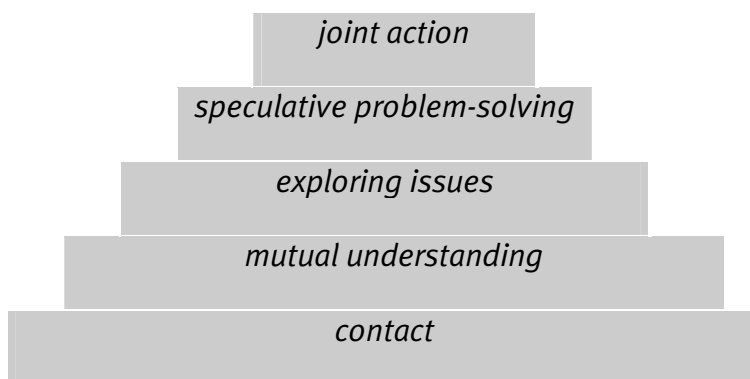 joint action
speculative problem-solving
exploring issues
mutual understanding
contact